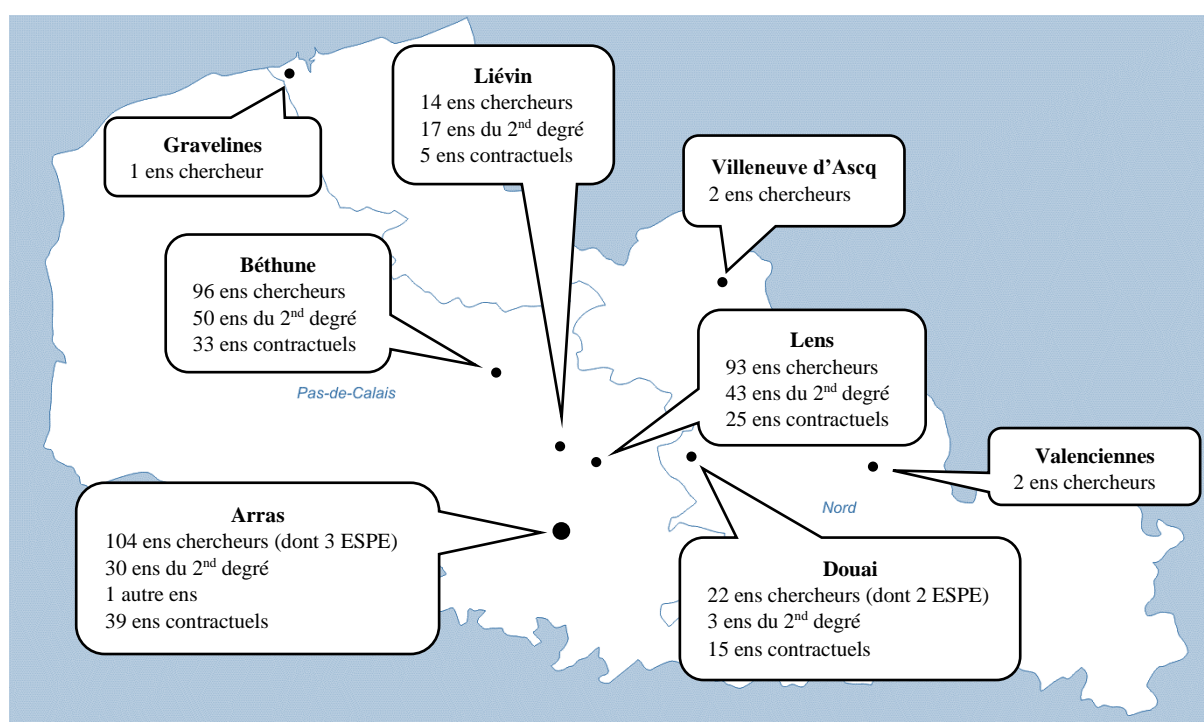 Liévin
14 ens chercheurs
17 ens du 2nd degré
5 ens contractuels
Gravelines
1 ens chercheur
Villeneuve d’Ascq
2 ens chercheurs
Béthune
96 ens chercheurs
50 ens du 2nd degré
33 ens contractuels
Lens
93 ens chercheurs
43 ens du 2nd degré
25 ens contractuels
Pas-de-Calais
Valenciennes
2 ens chercheurs
Nord
Arras
104 ens chercheurs (dont 3 ESPE)
30 ens du 2nd degré
1 autre ens
39 ens contractuels
Douai
22 ens chercheurs (dont 2 ESPE)
3 ens du 2nd degré
15 ens contractuels